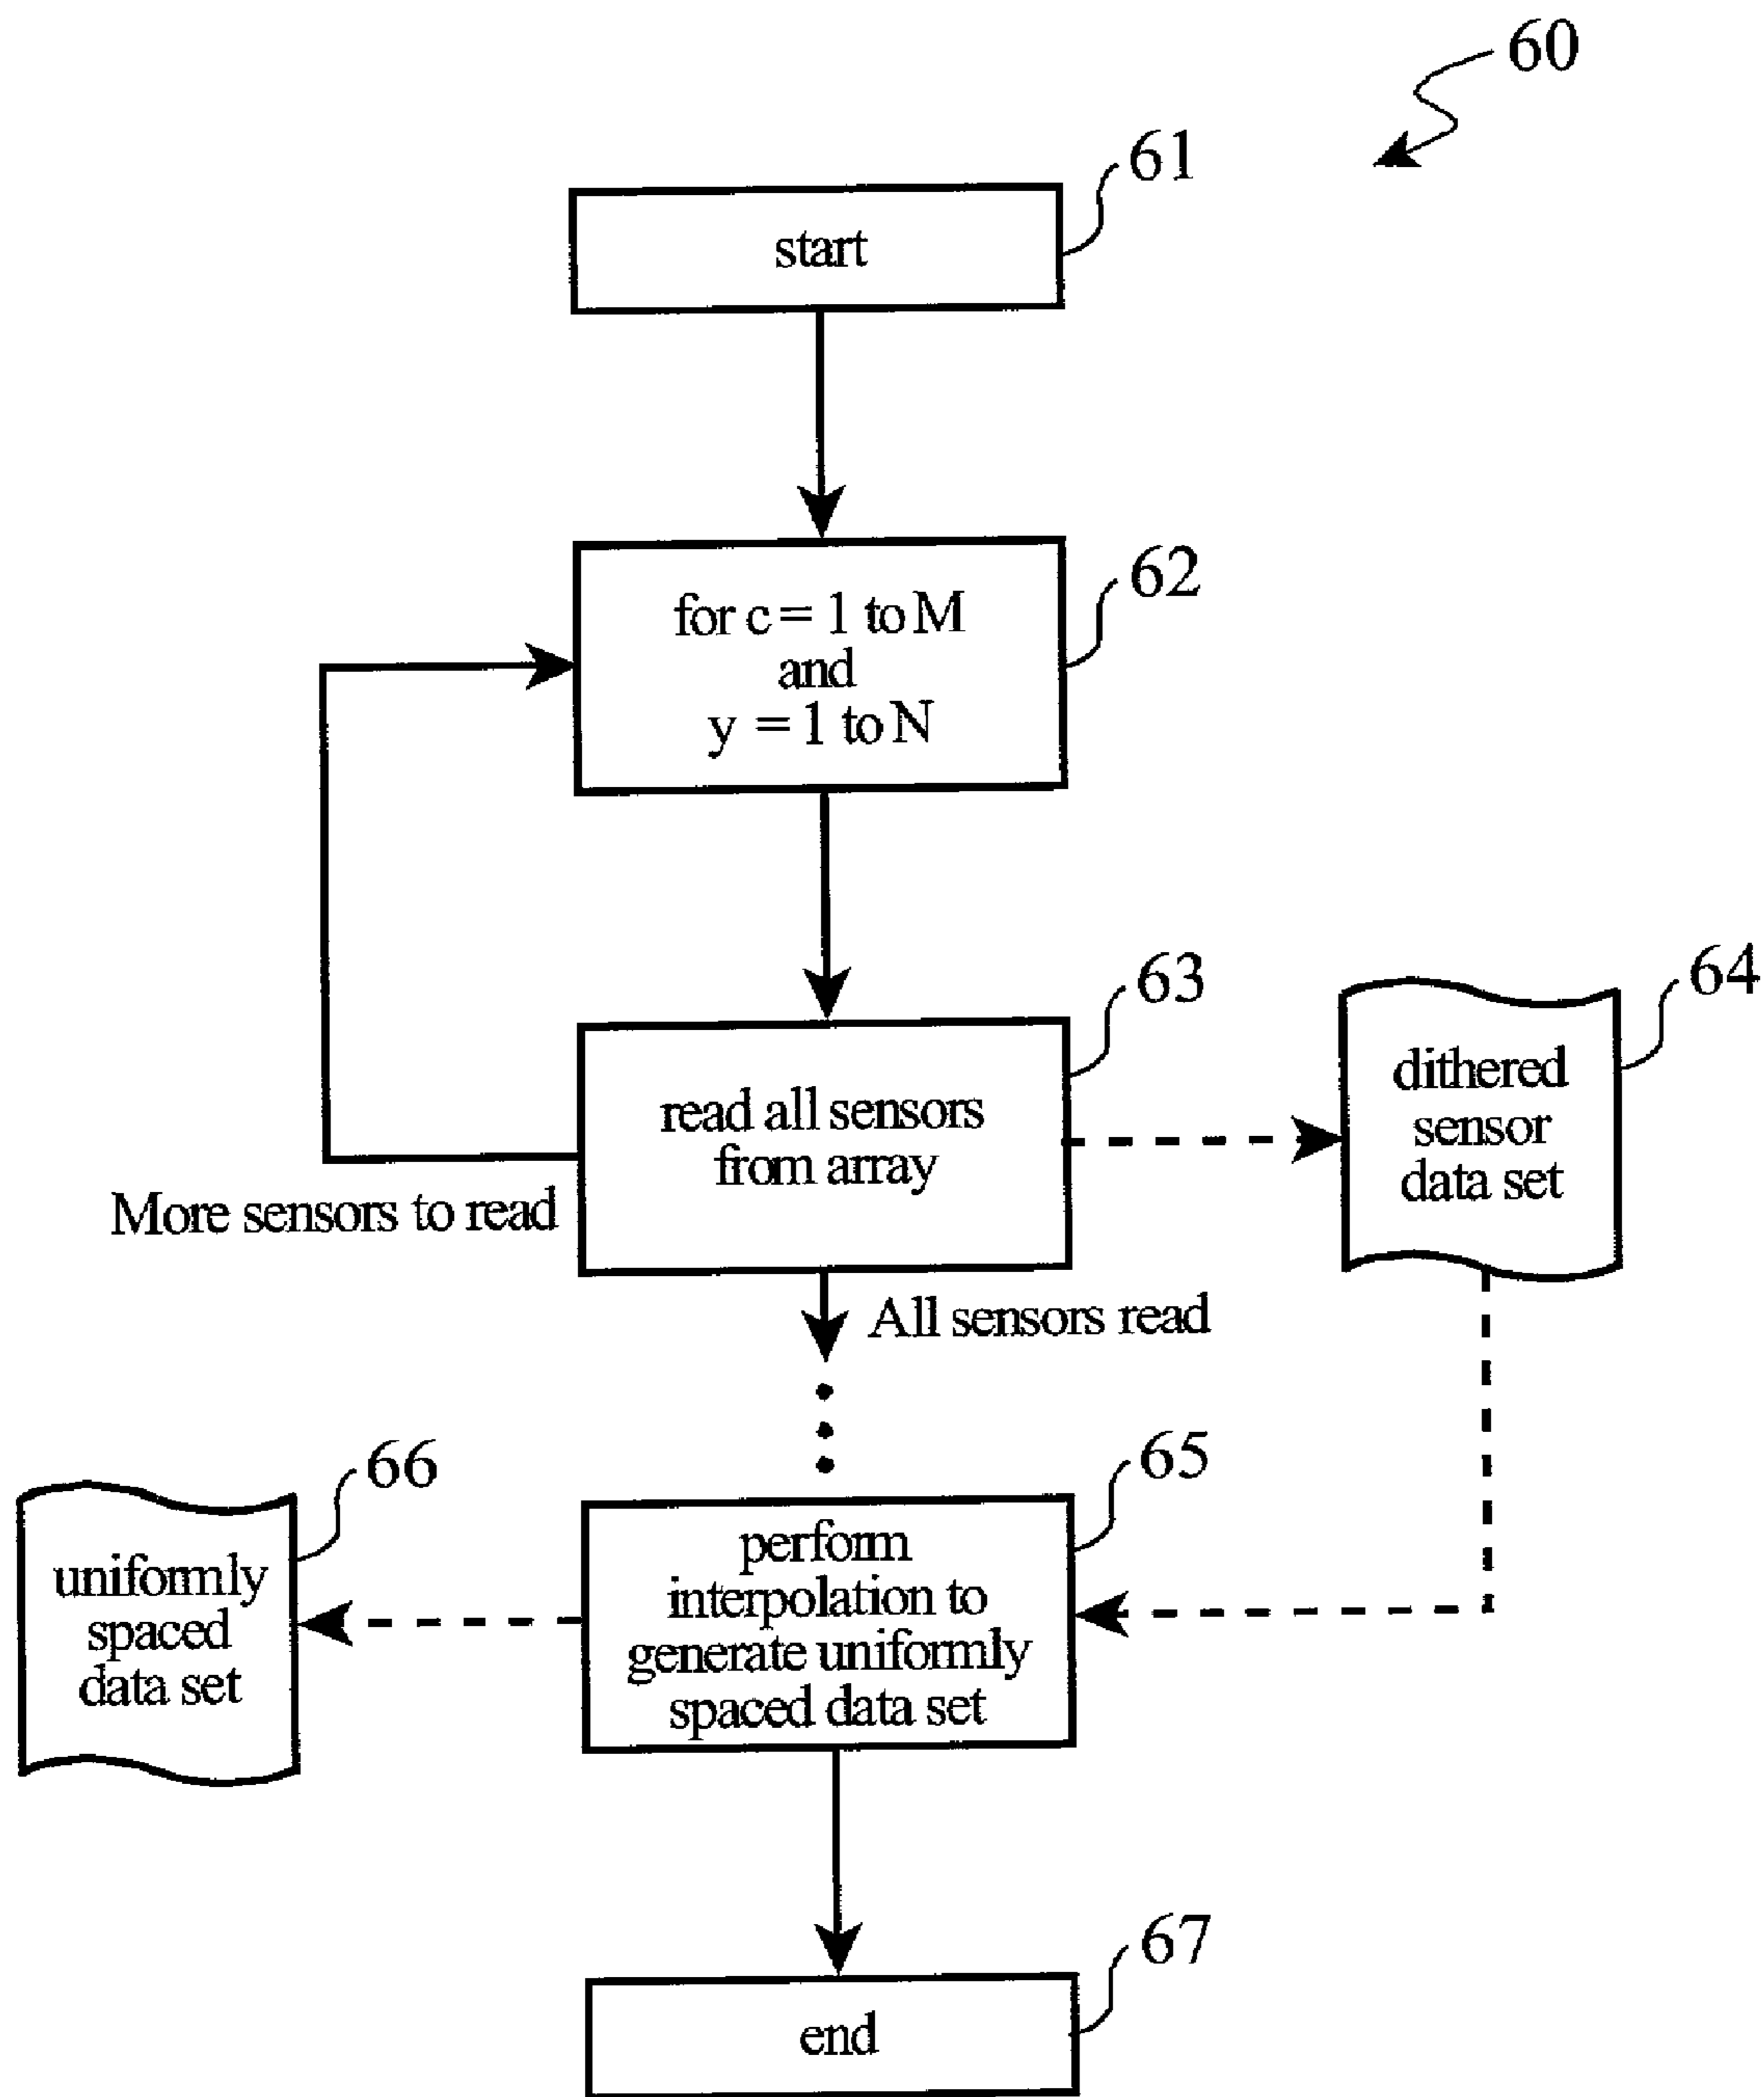 60
61
start
62
for c = 1 to M
and
y = 1 to N
63
64
read all sensors
from array
dithered
sensor
data set
More sensors to read
All sensors read
65
66
perform
interpolation to
generate uniformly
spaced data set
uniformly
spaced
data set
67
end